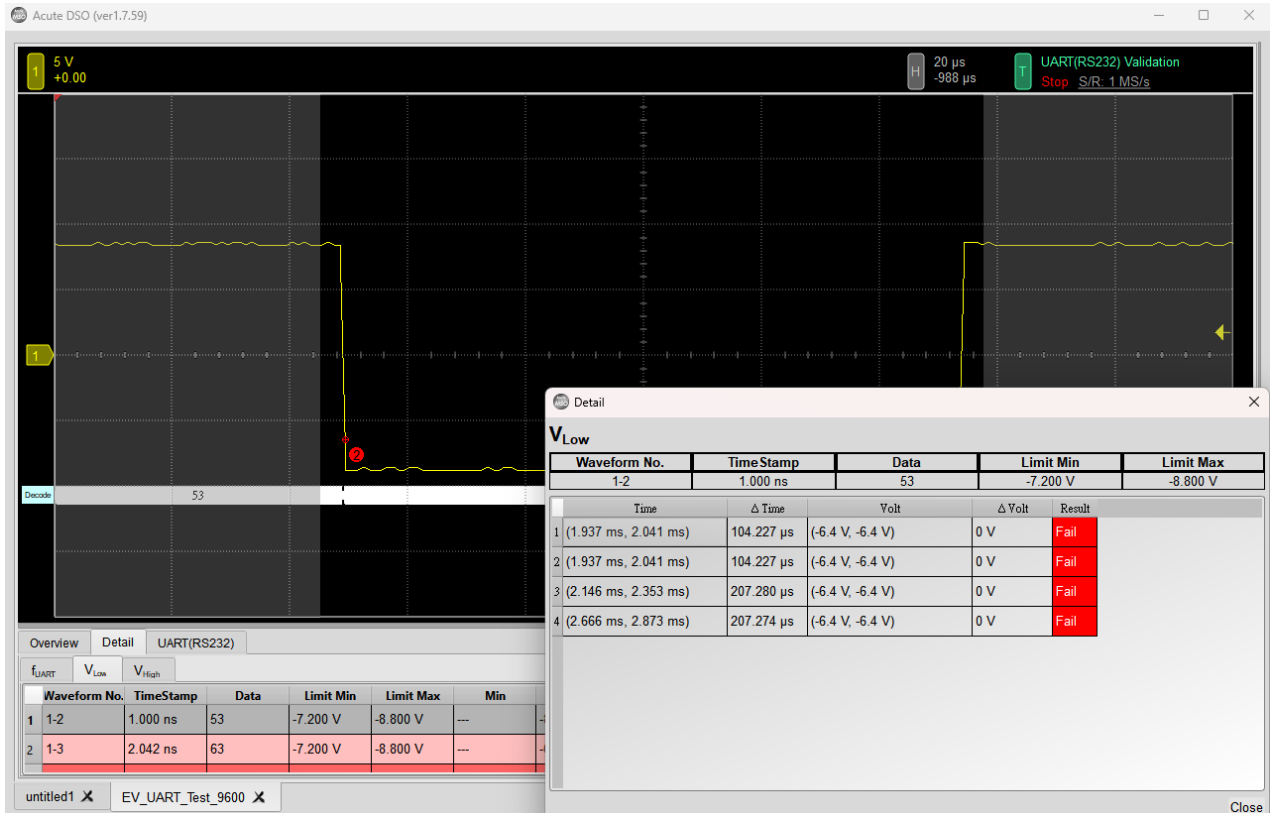 Acute DSO (ver1.7.59)
1
5 V
+0.00
H
20 µs
-988 µs
T
UART(RS232) Validation
Stop S/R: 1 MS/s
1
2
Decode
53
Detail
VLow
Waveform No. TimeStamp Data Limit Min Limit Max
1-2 1.000 ns 53 -7.200 V -8.800 V
Time Δ Time Volt Δ Volt Result
1 (1.937 ms, 2.041 ms) 104.227 µs (-6.4 V, -6.4 V) 0 V Fail
2 (1.937 ms, 2.041 ms) 104.227 µs (-6.4 V, -6.4 V) 0 V Fail
3 (2.146 ms, 2.353 ms) 207.280 µs (-6.4 V, -6.4 V) 0 V Fail
4 (2.666 ms, 2.873 ms) 207.274 µs (-6.4 V, -6.4 V) 0 V Fail
Close
Overview Detail UART(RS232)
fUART VLow VHigh
Waveform No. TimeStamp Data Limit Min Limit Max Min
1 1-2 1.000 ns 53 -7.200 V -8.800 V ---
2 1-3 2.042 ns 63 -7.200 V -8.800 V ---
untitled1 X EV_UART_Test_9600 X